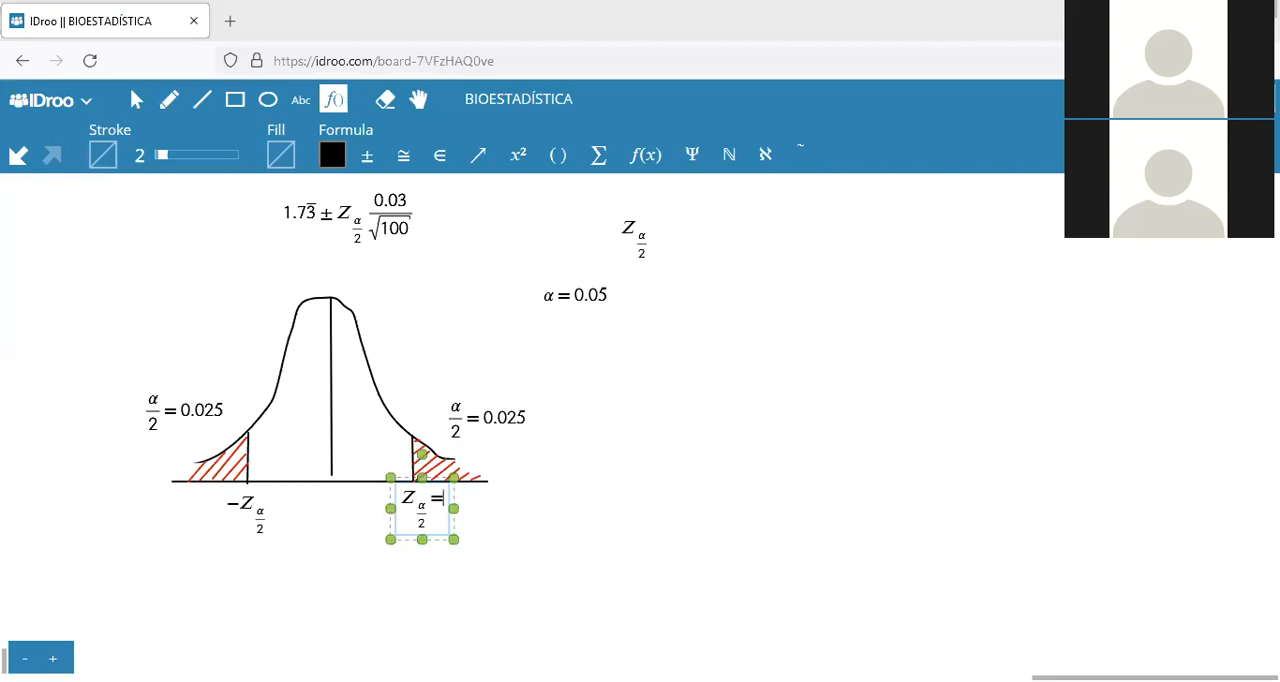 IDroo || BIOESTADÍSTICA
https://idroo.com/board-7VFzHAQ0ve
IDroo Abc f() BIOESTADÍSTICA
Stroke Fill Formula
2 ± ≅ ∈ x² ( ) ∑ f(x) Ψ ℕ ℵ ~
1.73̅ ± Z_{α/2} 0.03/√100
Z_{α/2}
α = 0.05
α/2 = 0.025
α/2 = 0.025
−Z_{α/2}
Z_{α/2} =
- +